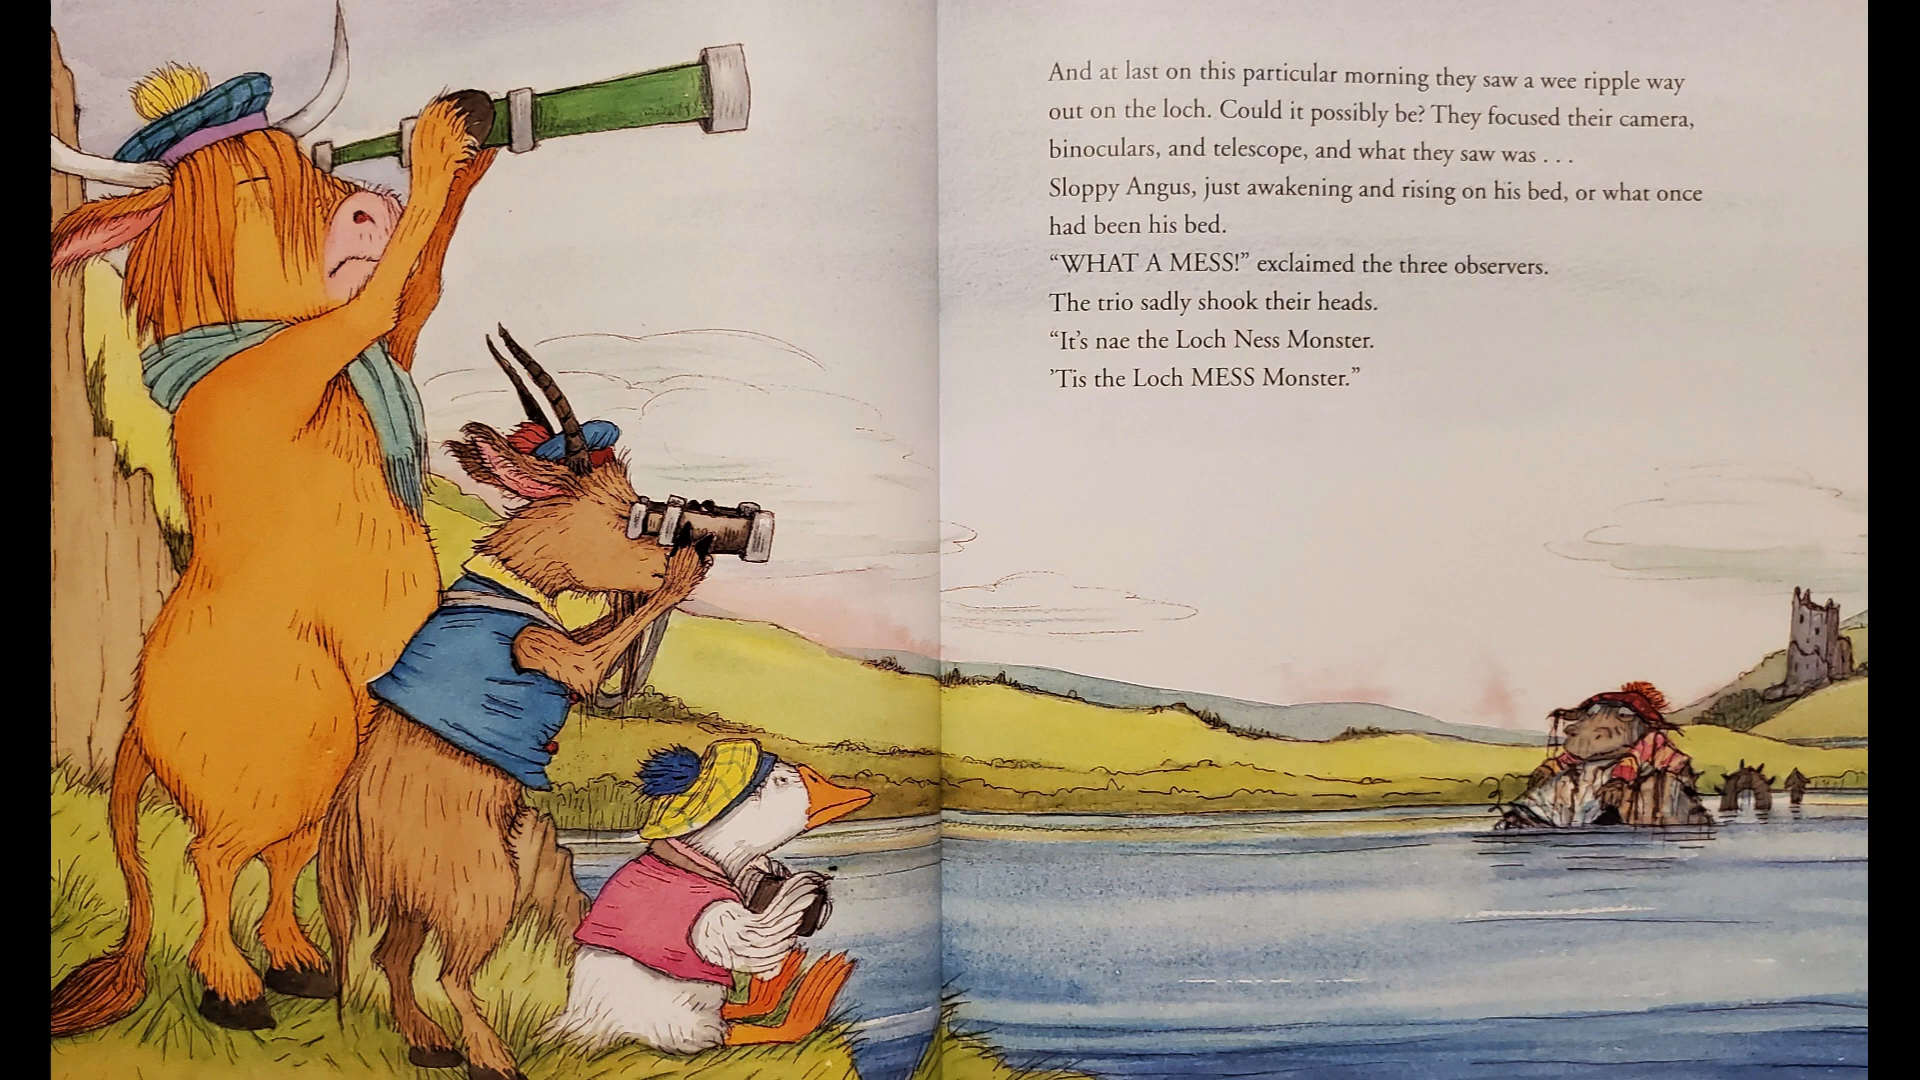 And at last on this particular morning they saw a wee ripple way
out on the loch. Could it possibly be? They focused their camera,
binoculars, and telescope, and what they saw was . . .
Sloppy Angus, just awakening and rising on his bed, or what once
had been his bed.
“WHAT A MESS!” exclaimed the three observers.
The trio sadly shook their heads.
“It’s nae the Loch Ness Monster.
’Tis the Loch MESS Monster.”